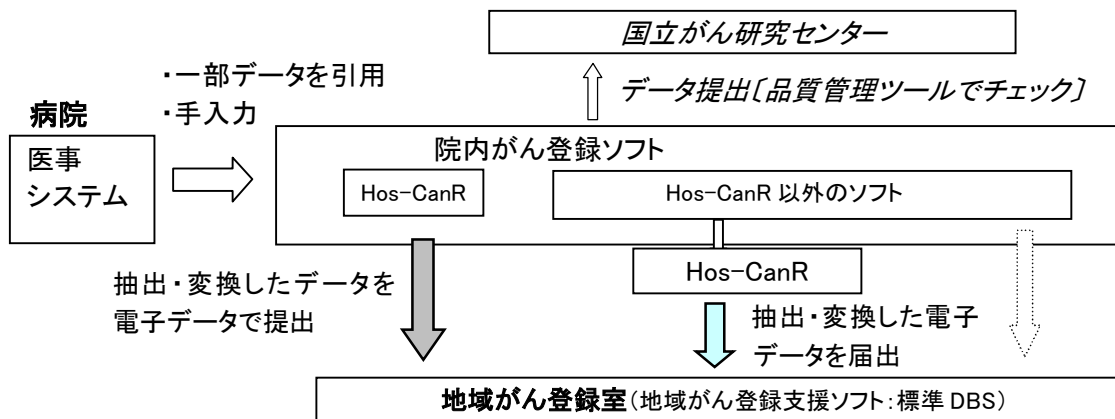 国立がん研究センター
・一部データを引用
・手入力
データ提出〔品質管理ツールでチェック〕
病院
医事
システム
院内がん登録ソフト
Hos-CanR
Hos-CanR 以外のソフト
Hos-CanR
抽出・変換したデータを
電子データで提出
抽出・変換した電子
データを届出
地域がん登録室(地域がん登録支援ソフト:標準 DBS)